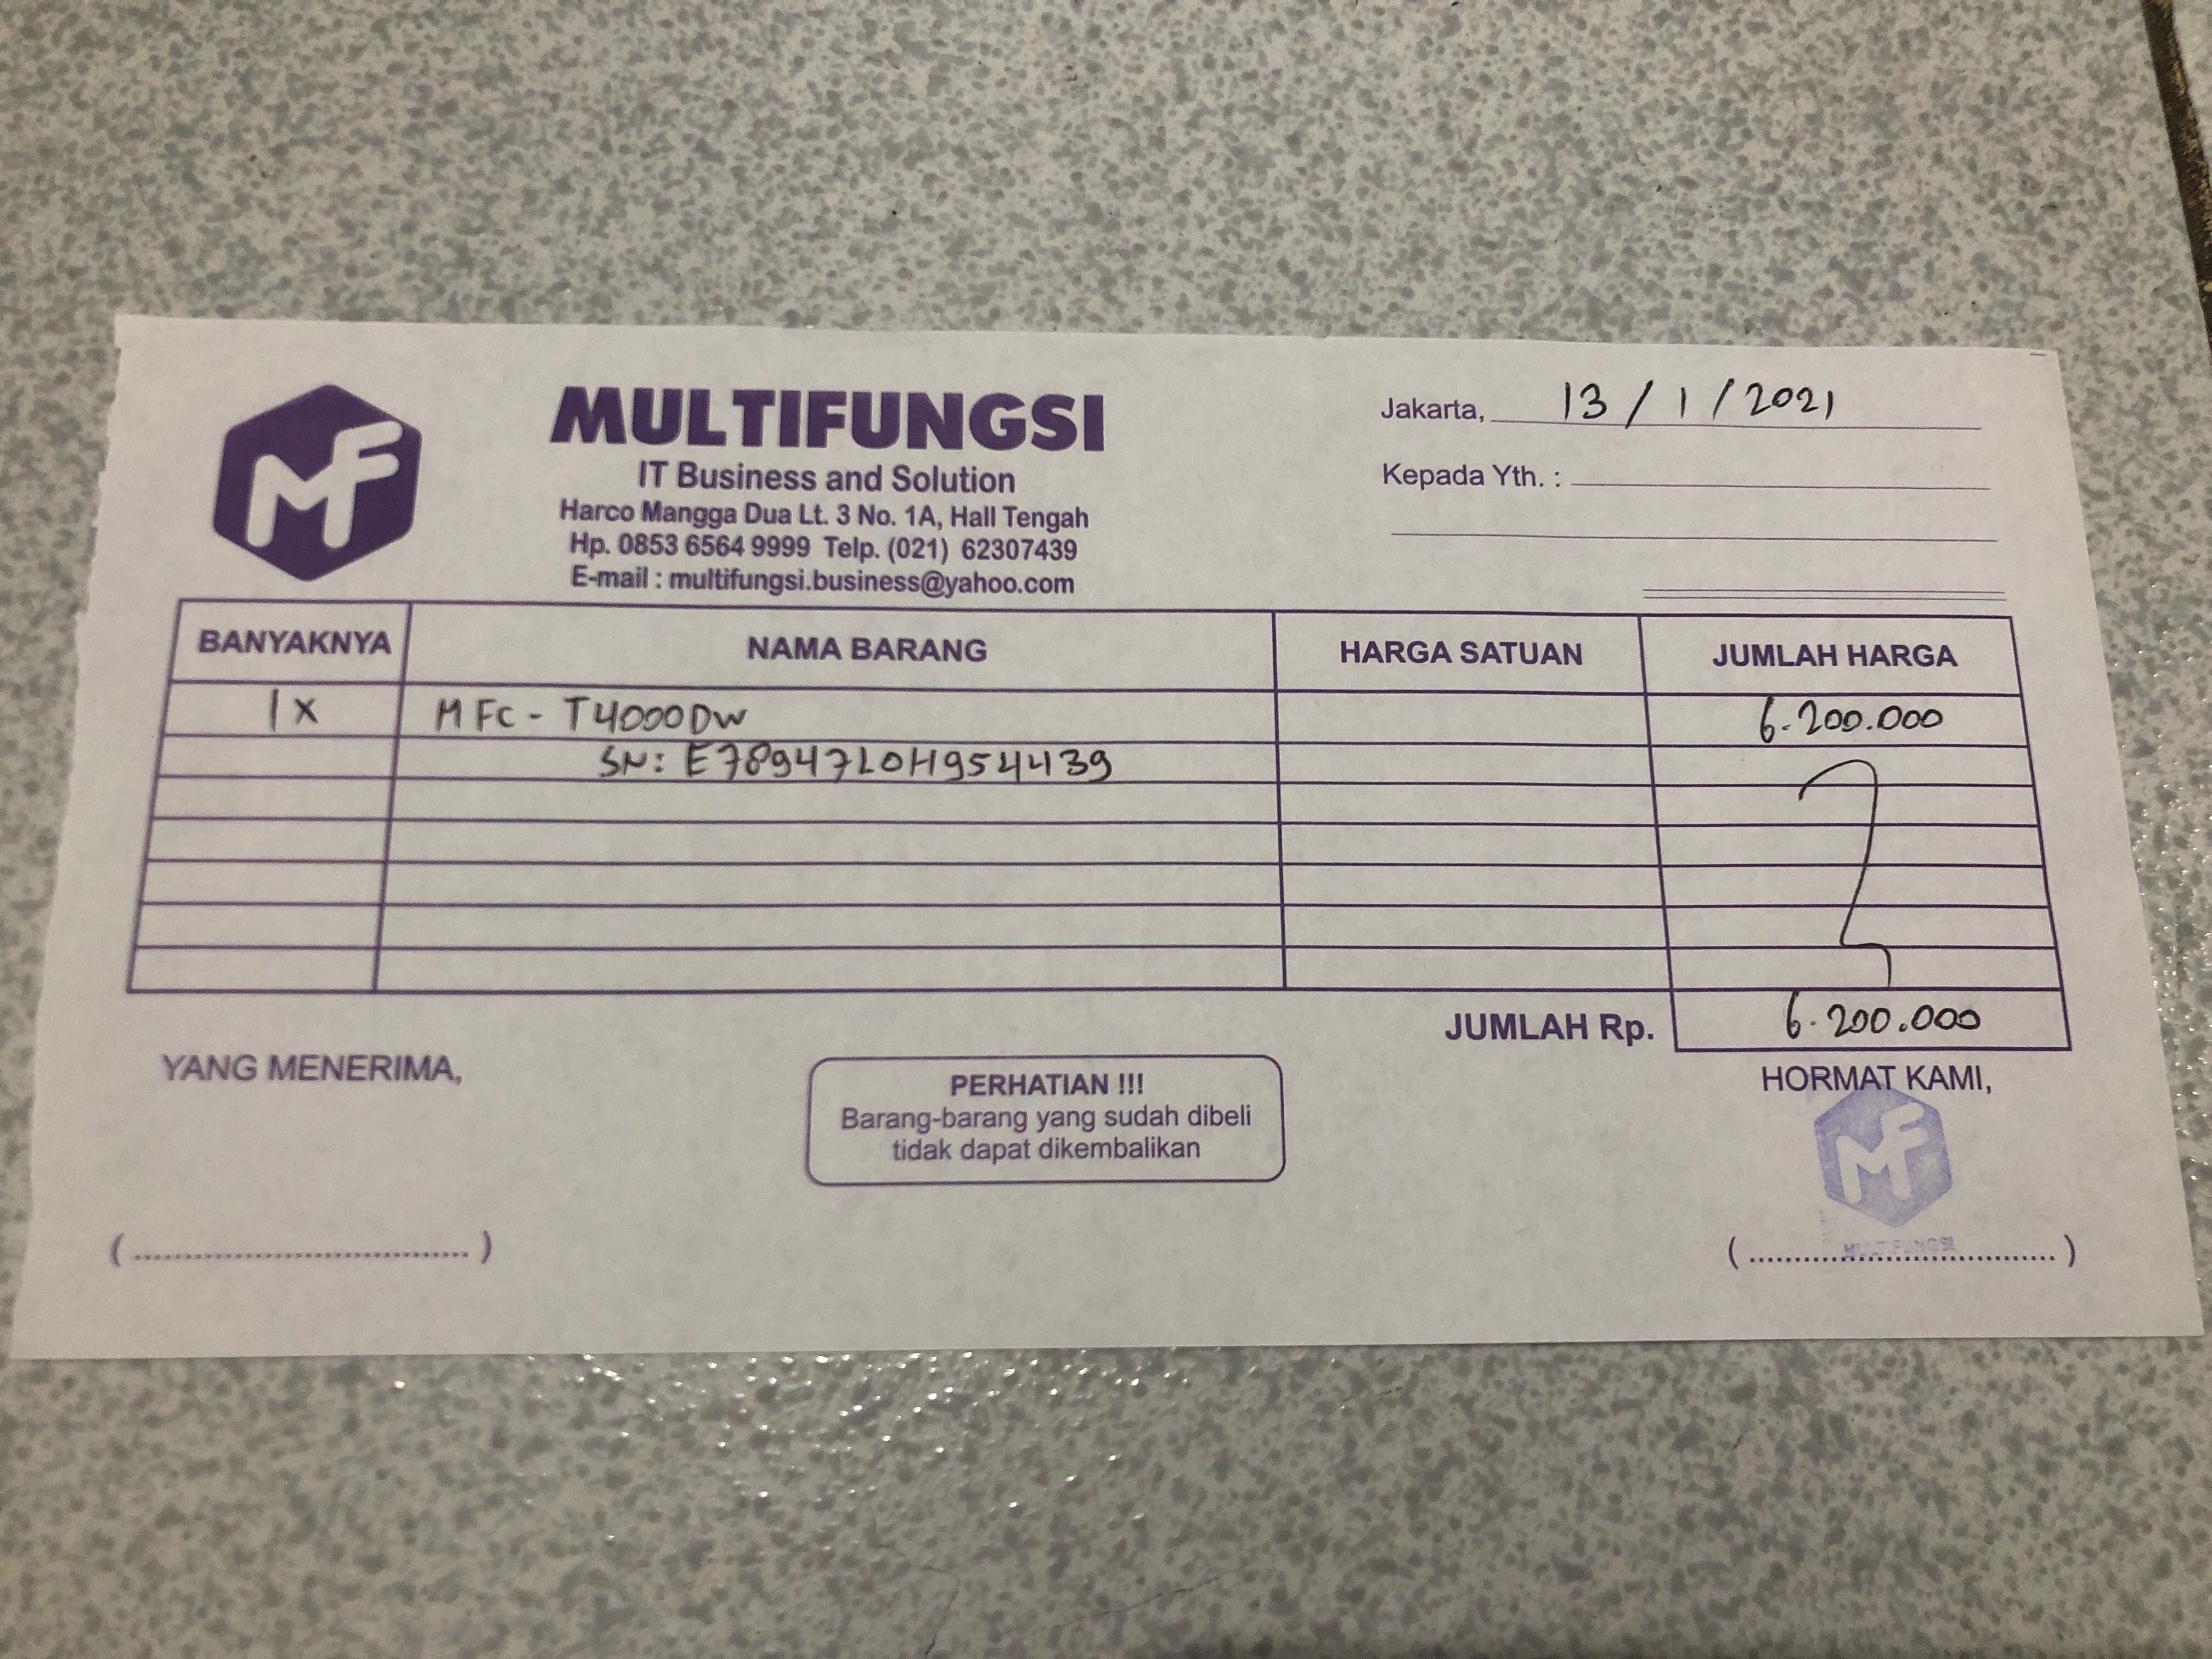 MF
MULTIFUNGSI
IT Business and Solution
Harco Mangga Dua Lt. 3 No. 1A, Hall Tengah
Hp. 0853 6564 9999 Telp. (021) 62307439
E-mail : multifungsi.business@yahoo.com
Jakarta, 13 / 1 / 2021
Kepada Yth. :
BANYAKNYA NAMA BARANG HARGA SATUAN JUMLAH HARGA
1 X MFC - T4000DW 6.200.000
SN: E78947L0H954439
JUMLAH Rp. 6.200.000
YANG MENERIMA,
PERHATIAN !!!
Barang-barang yang sudah dibeli
tidak dapat dikembalikan
HORMAT KAMI,
MF
MULTIFUNGSI
(....................................)
(....................................)